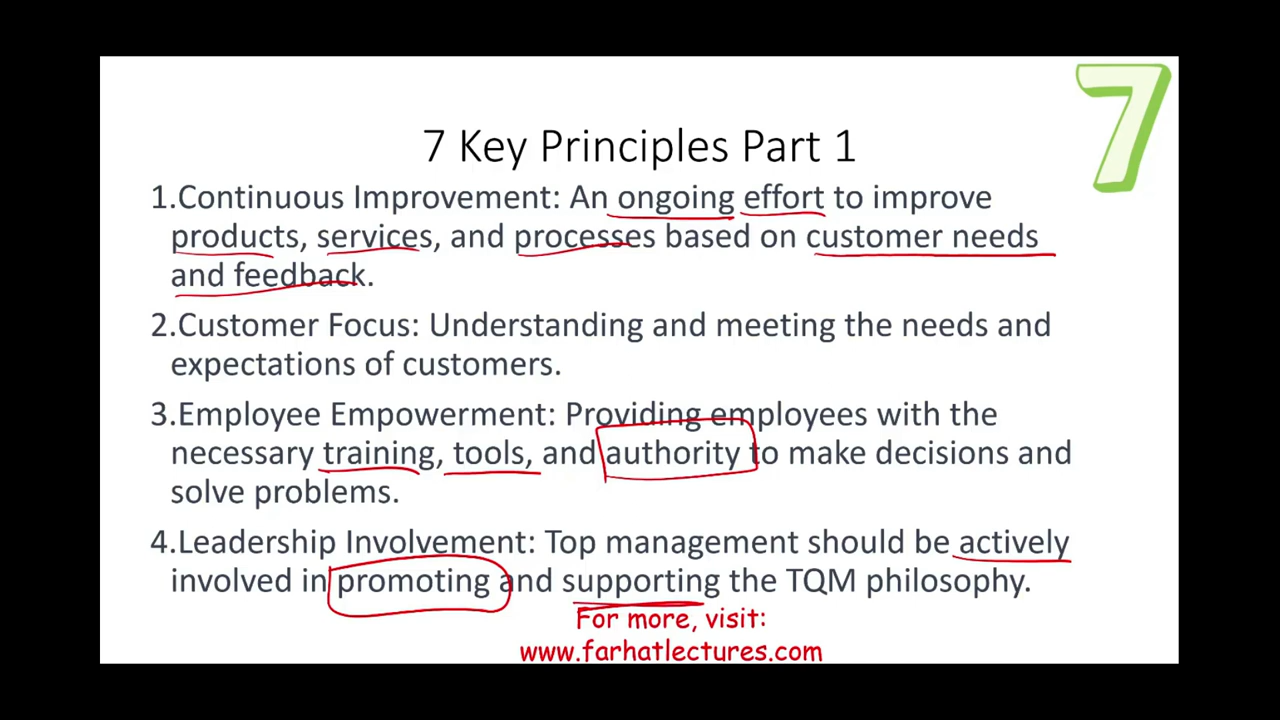 7
7 Key Principles Part 1
1.Continuous Improvement: An ongoing effort to improve
products, services, and processes based on customer needs
and feedback.
2.Customer Focus: Understanding and meeting the needs and
expectations of customers.
3.Employee Empowerment: Providing employees with the
necessary training, tools, and authority to make decisions and
solve problems.
4.Leadership Involvement: Top management should be actively
involved in promoting and supporting the TQM philosophy.
For more, visit:
www.farhatlectures.com